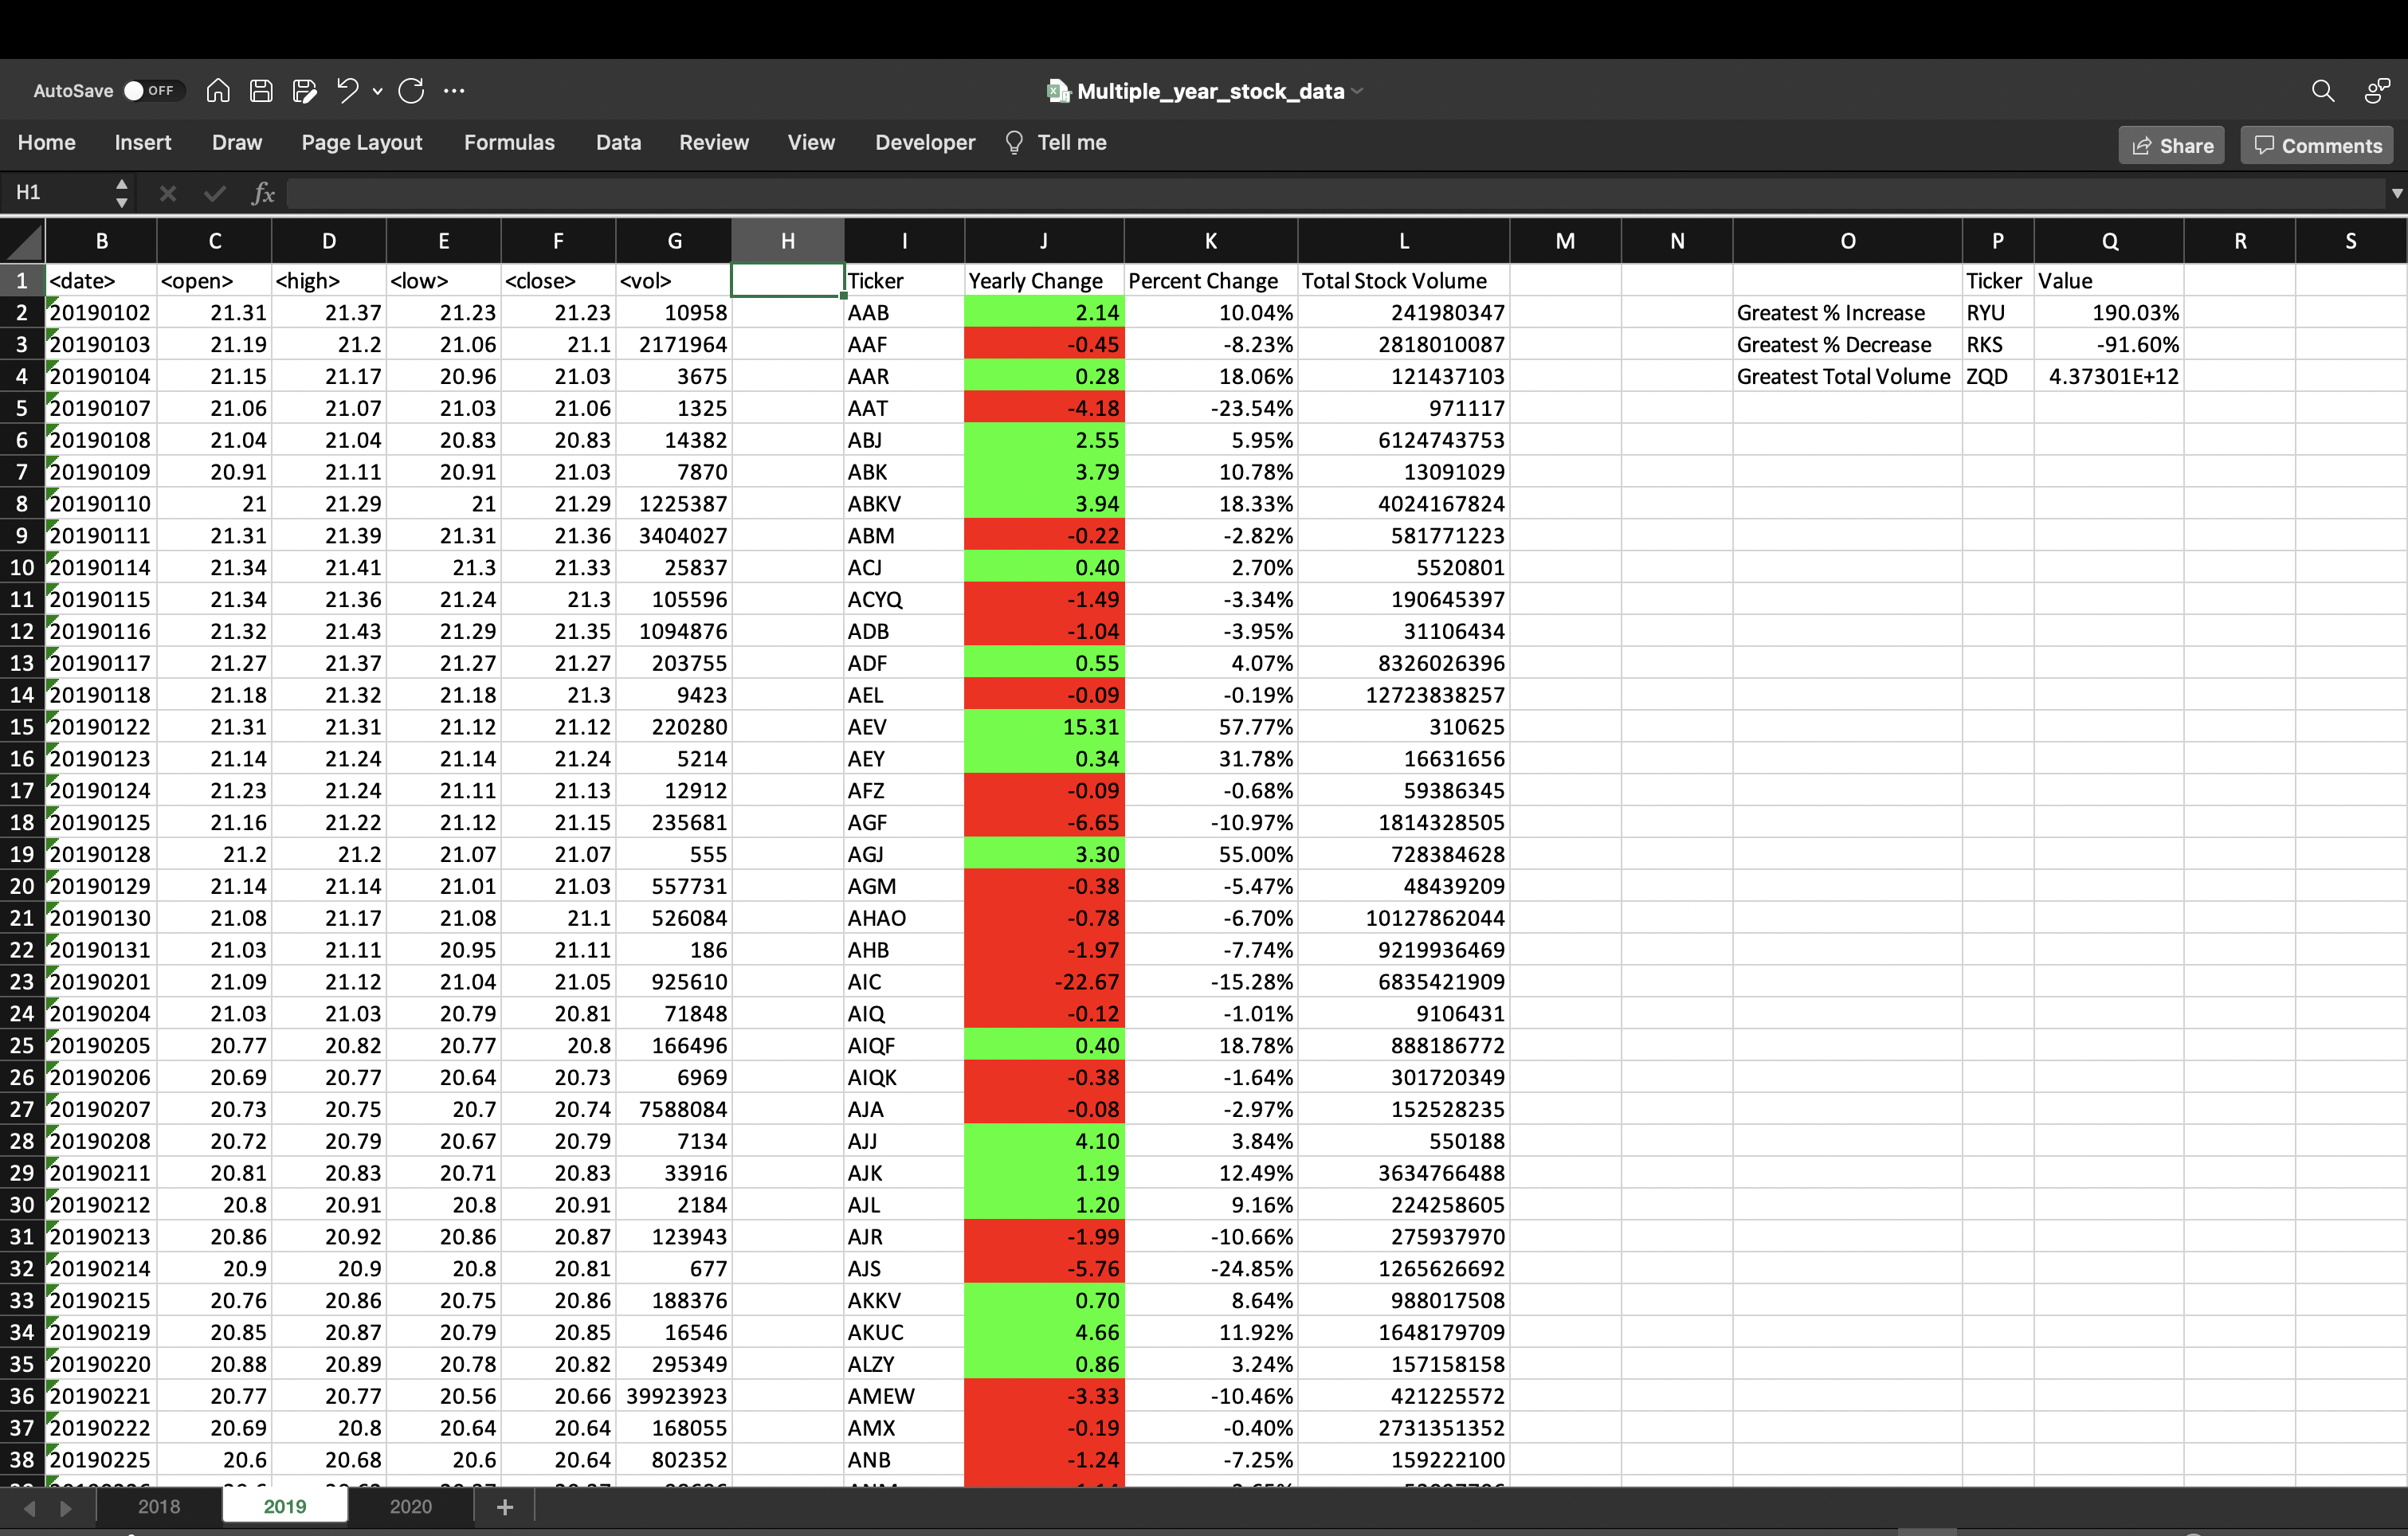 AutoSave OFF Multiple_year_stock_data
Home Insert Draw Page Layout Formulas Data Review View Developer Tell me Share Comments
H1 fx
B C D E F G H I J K L M N O P Q R S
1 <date> <open> <high> <low> <close> <vol> Ticker Yearly Change Percent Change Total Stock Volume Ticker Value
2 20190102 21.31 21.37 21.23 21.23 10958 AAB 2.14 10.04% 241980347 Greatest % Increase RYU 190.03%
3 20190103 21.19 21.2 21.06 21.1 2171964 AAF -0.45 -8.23% 2818010087 Greatest % Decrease RKS -91.60%
4 20190104 21.15 21.17 20.96 21.03 3675 AAR 0.28 18.06% 121437103 Greatest Total Volume ZQD 4.37301E+12
5 20190107 21.06 21.07 21.03 21.06 1325 AAT -4.18 -23.54% 971117
6 20190108 21.04 21.04 20.83 20.83 14382 ABJ 2.55 5.95% 6124743753
7 20190109 20.91 21.11 20.91 21.03 7870 ABK 3.79 10.78% 13091029
8 20190110 21 21.29 21 21.29 1225387 ABKV 3.94 18.33% 4024167824
9 20190111 21.31 21.39 21.31 21.36 3404027 ABM -0.22 -2.82% 581771223
10 20190114 21.34 21.41 21.3 21.33 25837 ACJ 0.40 2.70% 5520801
11 20190115 21.34 21.36 21.24 21.3 105596 ACYQ -1.49 -3.34% 190645397
12 20190116 21.32 21.43 21.29 21.35 1094876 ADB -1.04 -3.95% 31106434
13 20190117 21.27 21.37 21.27 21.27 203755 ADF 0.55 4.07% 8326026396
14 20190118 21.18 21.32 21.18 21.3 9423 AEL -0.09 -0.19% 12723838257
15 20190122 21.31 21.31 21.12 21.12 220280 AEV 15.31 57.77% 310625
16 20190123 21.14 21.24 21.14 21.24 5214 AEY 0.34 31.78% 16631656
17 20190124 21.23 21.24 21.11 21.13 12912 AFZ -0.09 -0.68% 59386345
18 20190125 21.16 21.22 21.12 21.15 235681 AGF -6.65 -10.97% 1814328505
19 20190128 21.2 21.2 21.07 21.07 555 AGJ 3.30 55.00% 728384628
20 20190129 21.14 21.14 21.01 21.03 557731 AGM -0.38 -5.47% 48439209
21 20190130 21.08 21.17 21.08 21.1 526084 AHAO -0.78 -6.70% 10127862044
22 20190131 21.03 21.11 20.95 21.11 186 AHB -1.97 -7.74% 9219936469
23 20190201 21.09 21.12 21.04 21.05 925610 AIC -22.67 -15.28% 6835421909
24 20190204 21.03 21.03 20.79 20.81 71848 AIQ -0.12 -1.01% 9106431
25 20190205 20.77 20.82 20.77 20.8 166496 AIQF 0.40 18.78% 888186772
26 20190206 20.69 20.77 20.64 20.73 6969 AIQK -0.38 -1.64% 301720349
27 20190207 20.73 20.75 20.7 20.74 7588084 AJA -0.08 -2.97% 152528235
28 20190208 20.72 20.79 20.67 20.79 7134 AJJ 4.10 3.84% 550188
29 20190211 20.81 20.83 20.71 20.83 33916 AJK 1.19 12.49% 3634766488
30 20190212 20.8 20.91 20.8 20.91 2184 AJL 1.20 9.16% 224258605
31 20190213 20.86 20.92 20.86 20.87 123943 AJR -1.99 -10.66% 275937970
32 20190214 20.9 20.9 20.8 20.81 677 AJS -5.76 -24.85% 1265626692
33 20190215 20.76 20.86 20.75 20.86 188376 AKKV 0.70 8.64% 988017508
34 20190219 20.85 20.87 20.79 20.85 16546 AKUC 4.66 11.92% 1648179709
35 20190220 20.88 20.89 20.78 20.82 295349 ALZY 0.86 3.24% 157158158
36 20190221 20.77 20.77 20.56 20.66 39923923 AMEW -3.33 -10.46% 421225572
37 20190222 20.69 20.8 20.64 20.64 168055 AMX -0.19 -0.40% 2731351352
38 20190225 20.6 20.68 20.6 20.64 802352 ANB -1.24 -7.25% 159222100
2018 2019 2020 +